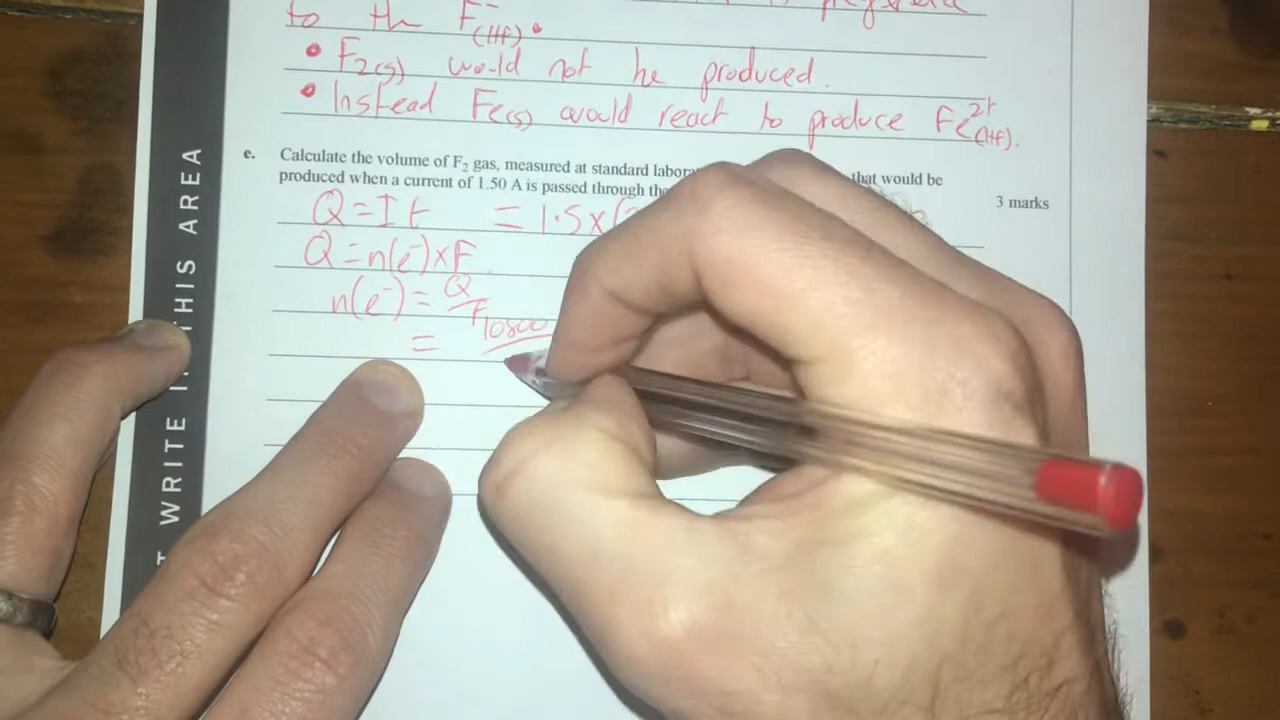 to the F⁻(HF).
• F₂(g) would not be produced.
• Instead Fe(s) would react to produce Fe²⁺(HF).
e. Calculate the volume of F₂ gas, measured at standard that would be
produced when a current of 1.50 A is passed through
3 marks
Q = It = 1.5 x (
Q = n(e⁻) x F
n(e⁻) = Q/F
= 10800
WRITE IN THIS AREA